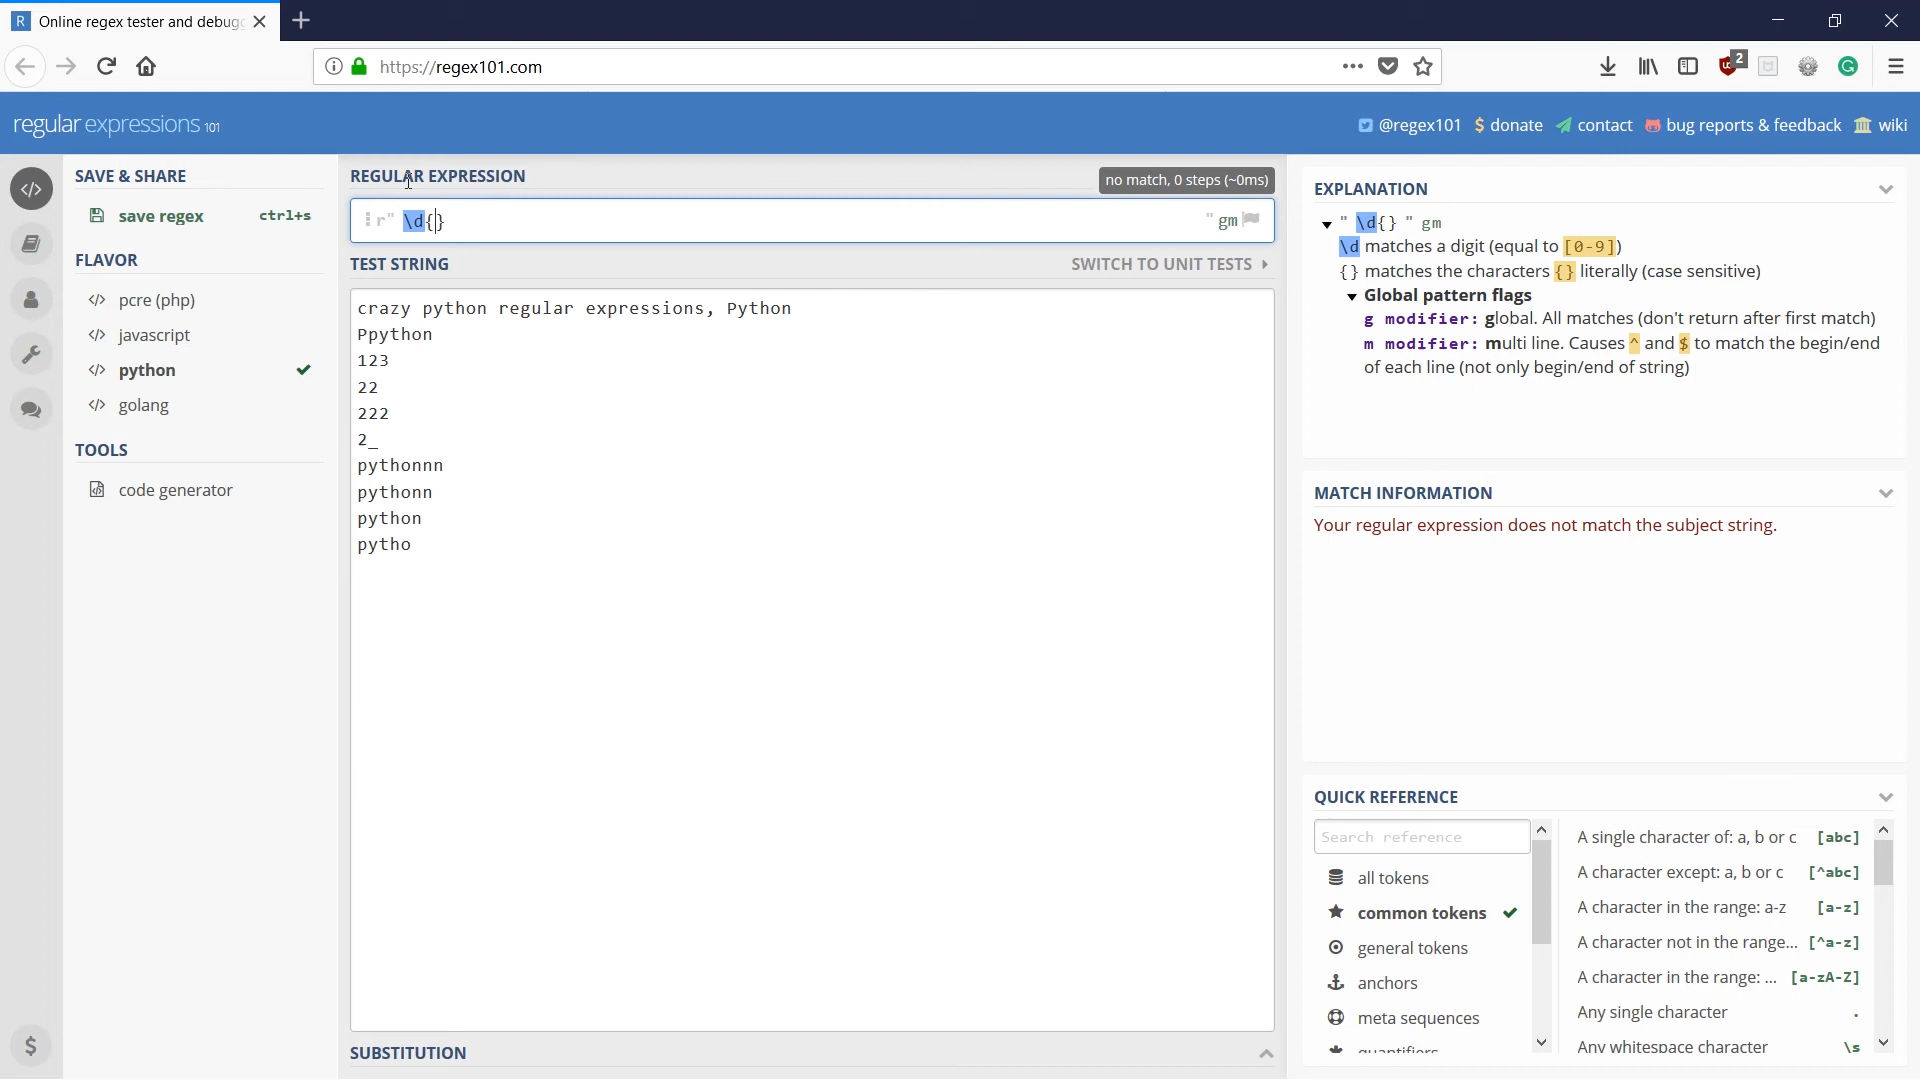 Online regex tester and debug
https://regex101.com
2
regular expressions 101
@regex101 $ donate contact bug reports & feedback wiki
SAVE & SHARE
save regex ctrl+s
FLAVOR
pcre (php)
javascript
python
golang
TOOLS
code generator
$
REGULAR EXPRESSION
no match, 0 steps (~0ms)
r" \d{} " gm
TEST STRING
SWITCH TO UNIT TESTS
crazy python regular expressions, Python
Ppython
123
22
222
2_
pythonnn
pythonn
python
pytho
SUBSTITUTION
EXPLANATION
" \d{} " gm
\d matches a digit (equal to [0-9])
{} matches the characters {} literally (case sensitive)
Global pattern flags
g modifier: global. All matches (don't return after first match)
m modifier: multi line. Causes ^ and $ to match the begin/end
of each line (not only begin/end of string)
MATCH INFORMATION
Your regular expression does not match the subject string.
QUICK REFERENCE
Search reference
all tokens
common tokens
general tokens
anchors
meta sequences
quantifiers
A single character of: a, b or c [abc]
A character except: a, b or c [^abc]
A character in the range: a-z [a-z]
A character not in the range... [^a-z]
A character in the range: ... [a-zA-Z]
Any single character .
Any whitespace character \s